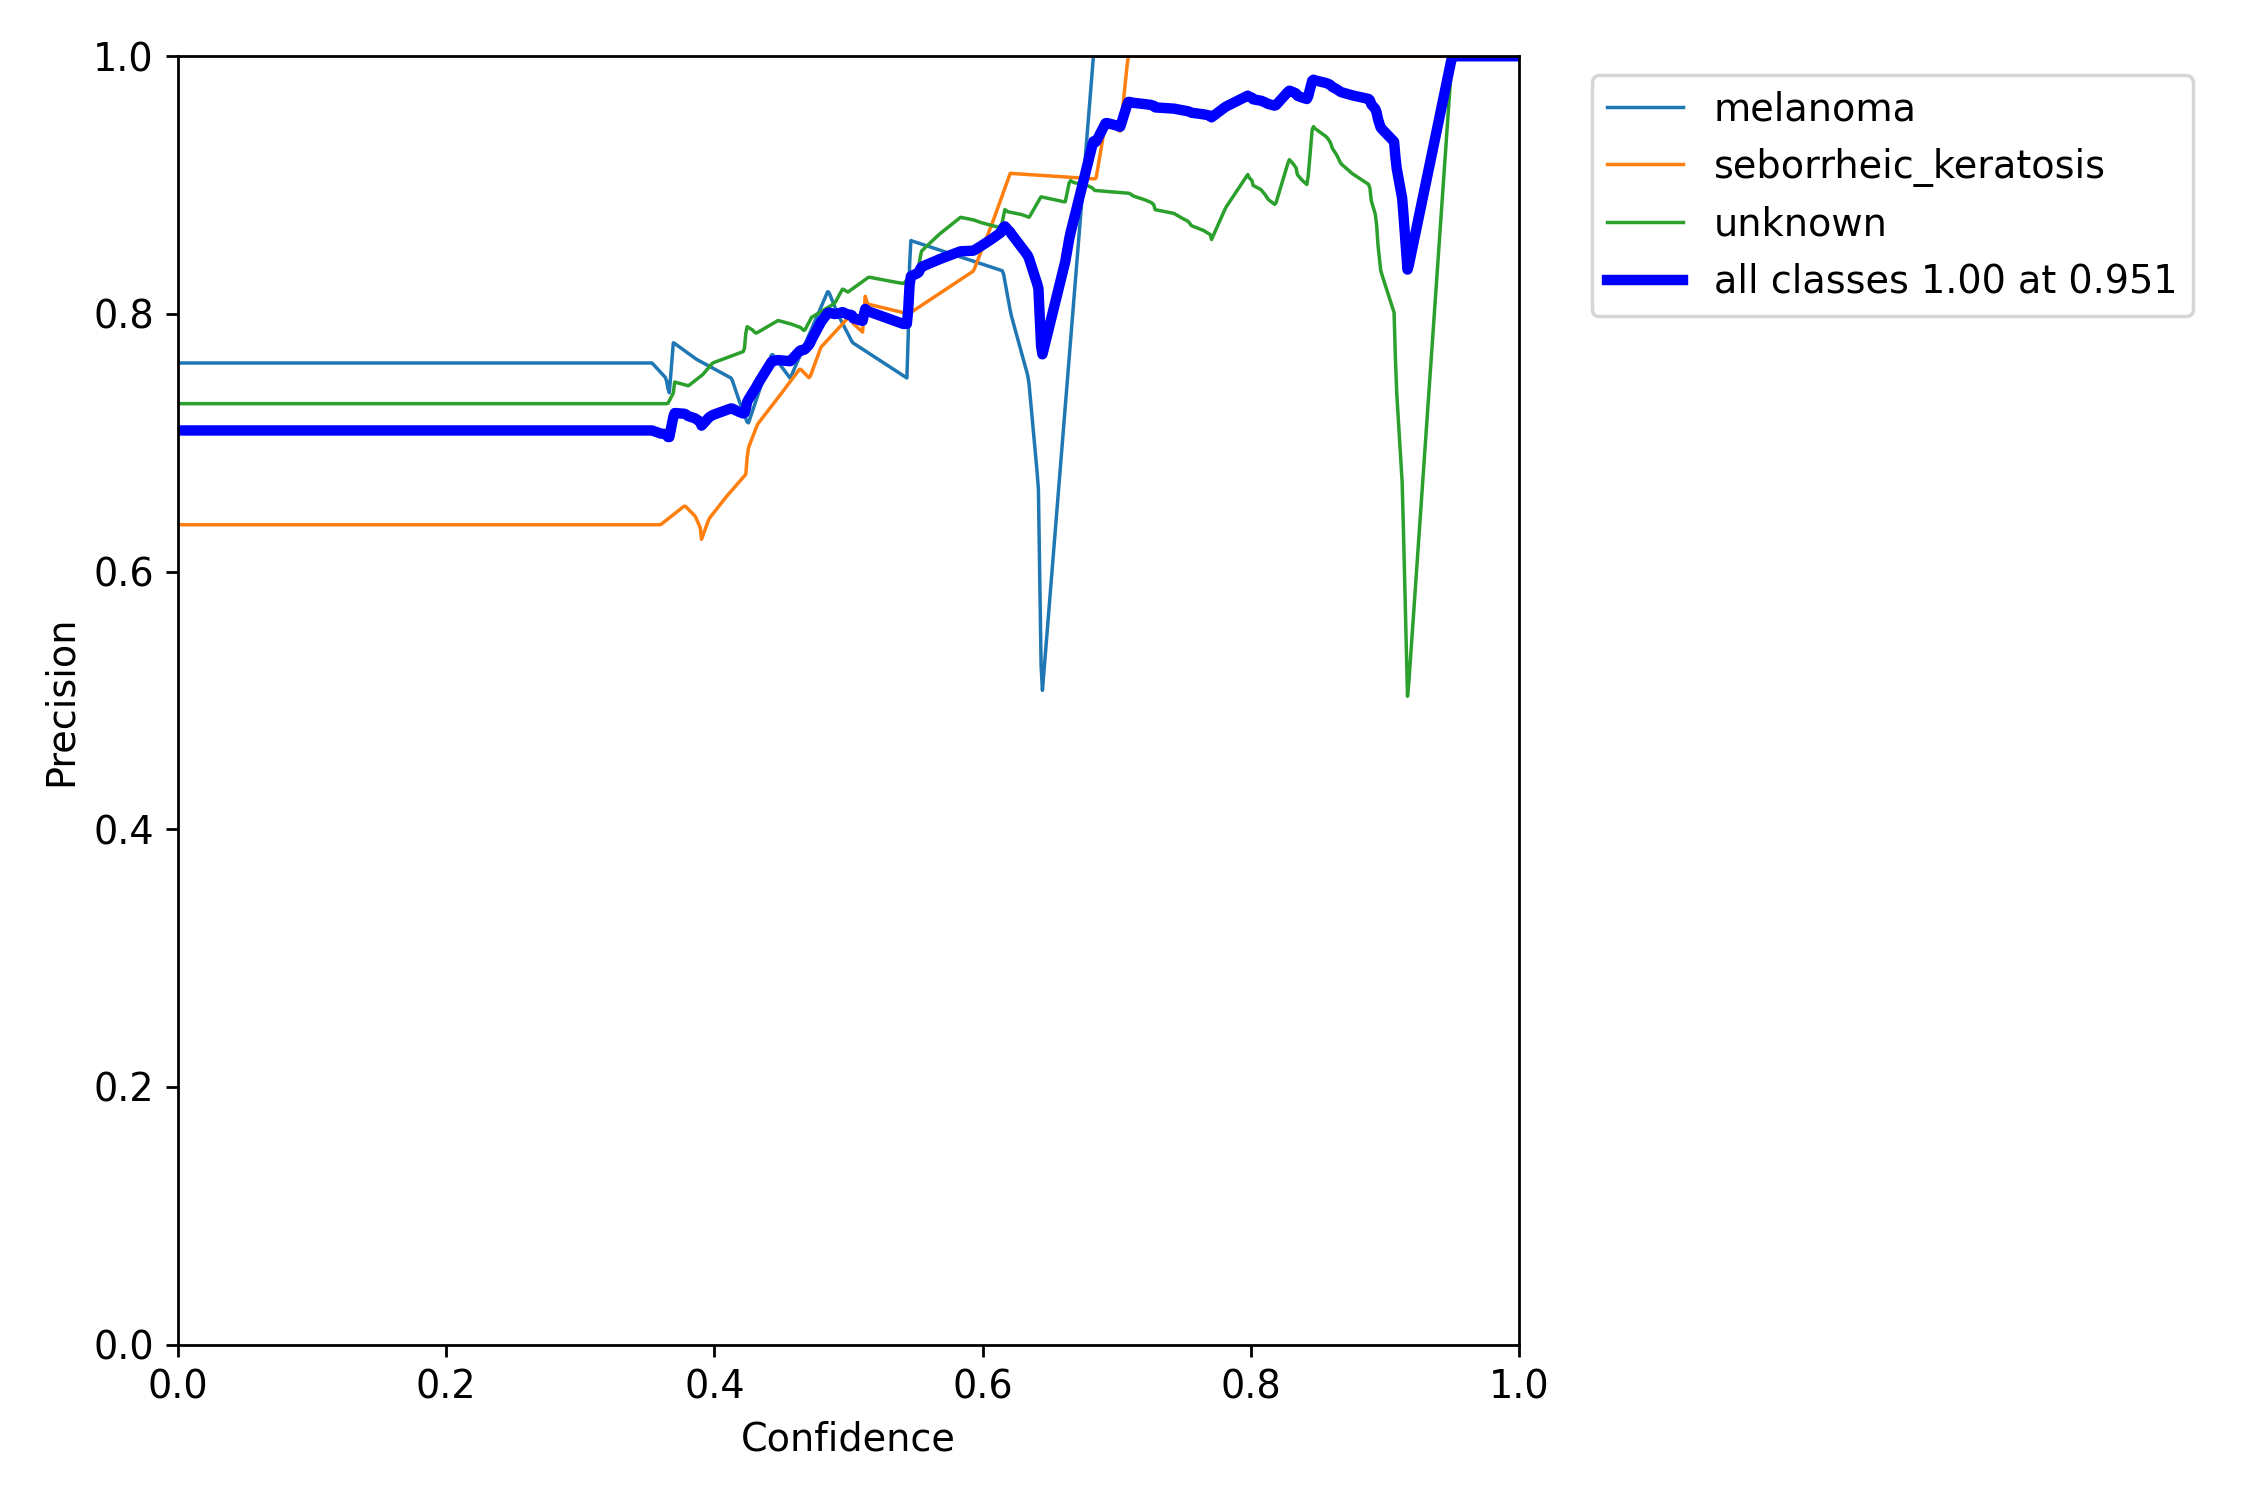 1.0
0.8
0.6
0.4
0.2
0.0
Precision
0.0 0.2 0.4 0.6 0.8 1.0
Confidence
melanoma
seborrheic_keratosis
unknown
all classes 1.00 at 0.951